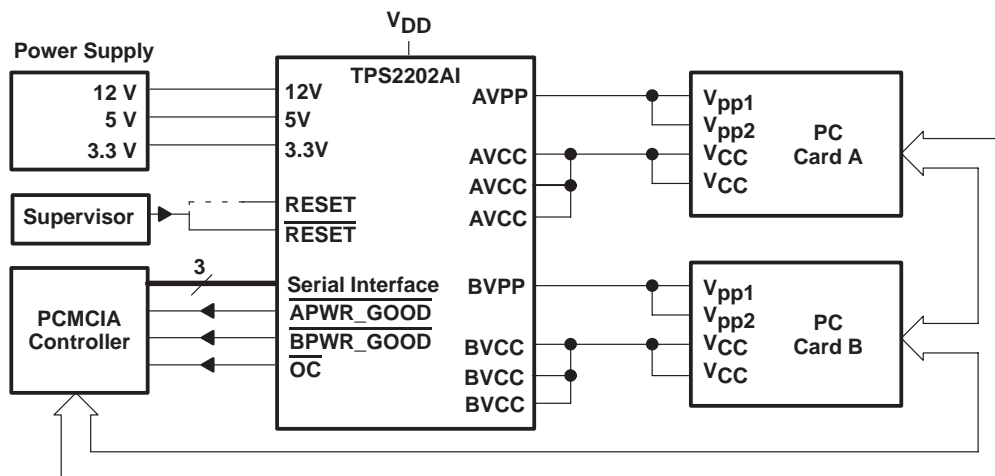 VDD
Power Supply
12 V
5 V
3.3 V
Supervisor
3
PCMCIA
Controller
TPS2202AI
12V
5V
3.3V
RESET
RESET
Serial Interface
APWR_GOOD
BPWR_GOOD
OC
AVPP
AVCC
AVCC
AVCC
BVPP
BVCC
BVCC
BVCC
Vpp1
Vpp2
VCC
VCC
PC
Card A
Vpp1
Vpp2
VCC
VCC
PC
Card B